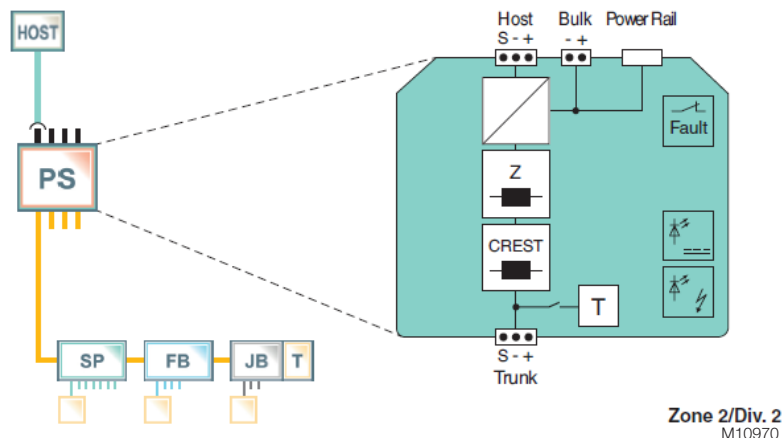 HOST
PS
SP
FB
JB
T
Host
Bulk
Power Rail
S - +
- +
Fault
Z
CREST
T
S - +
Trunk
Zone 2/Div. 2
M10970